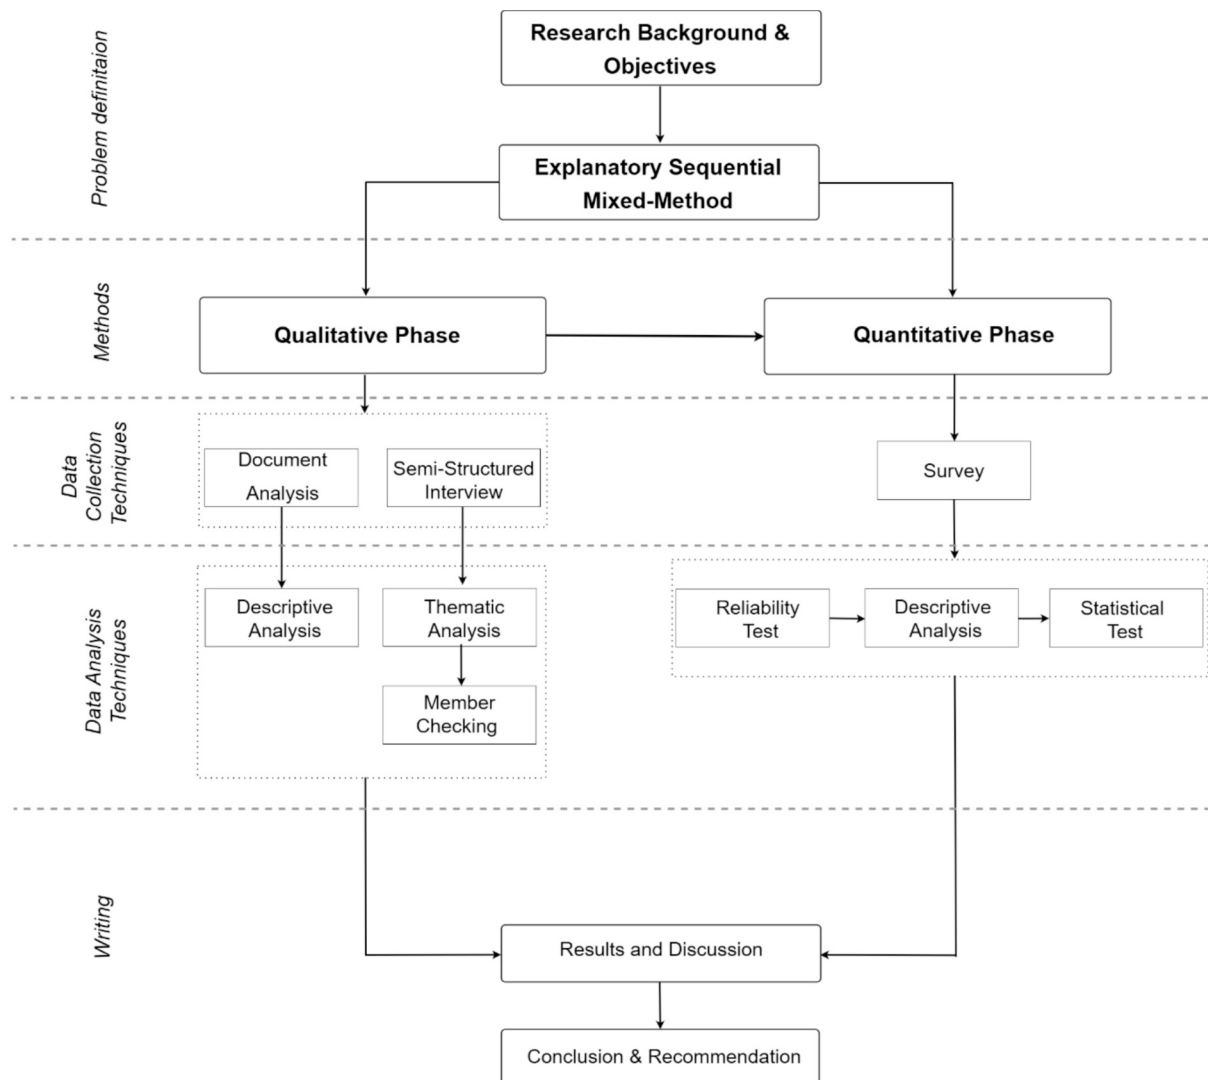 Problem definitaion
Research Background &
Objectives
Explanatory Sequential
Mixed-Method
Methods
Qualitative Phase
Quantitative Phase
Data
Collection
Techniques
Document
Analysis
Semi-Structured
Interview
Survey
Data Analysis
Techniques
Descriptive
Analysis
Thematic
Analysis
Member
Checking
Reliability
Test
Descriptive
Analysis
Statistical
Test
Writing
Results and Discussion
Conclusion & Recommendation